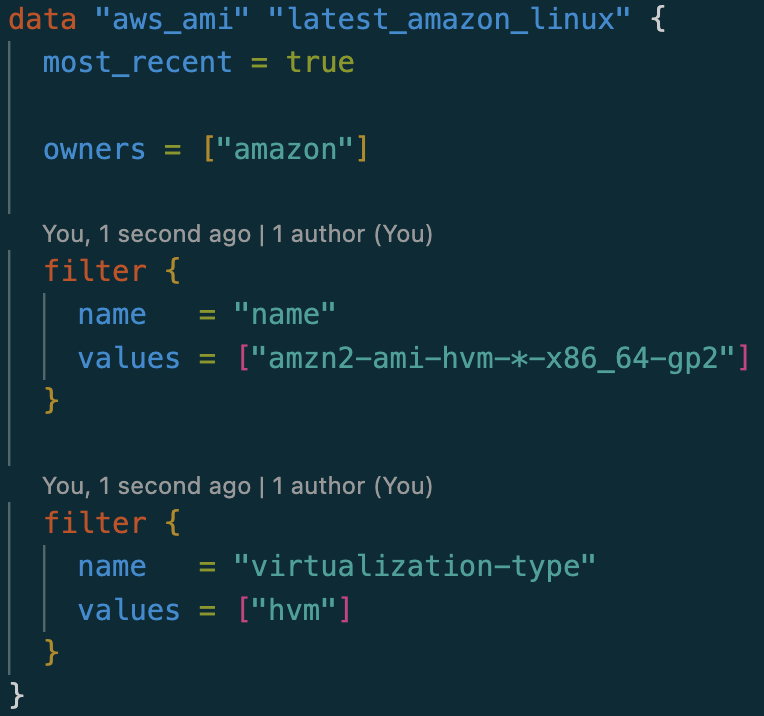 data "aws_ami" "latest_amazon_linux" {
  most_recent = true

  owners = ["amazon"]

  You, 1 second ago | 1 author (You)
  filter {
    name   = "name"
    values = ["amzn2-ami-hvm-*-x86_64-gp2"]
  }

  You, 1 second ago | 1 author (You)
  filter {
    name   = "virtualization-type"
    values = ["hvm"]
  }
}